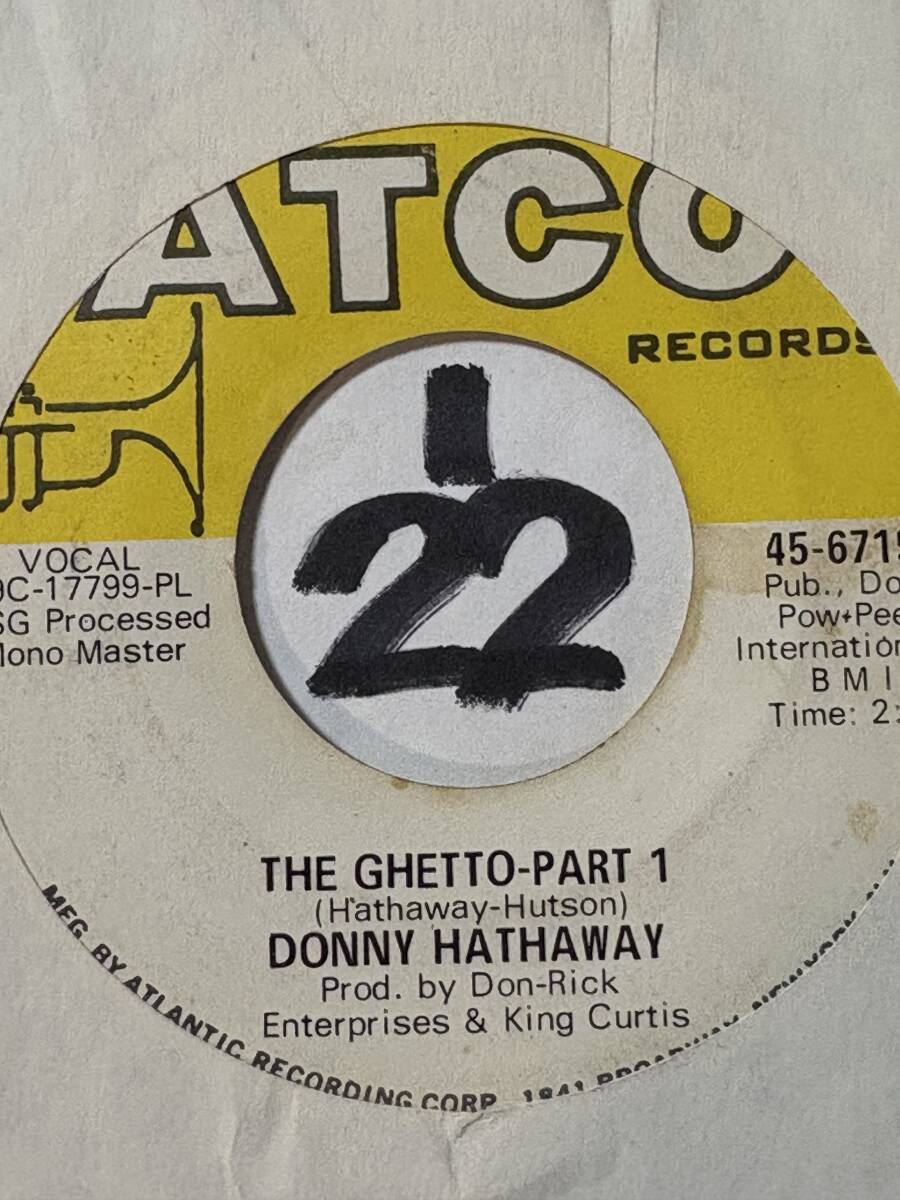 ATCO
RECORDS
1
22
VOCAL
C-17799-PL
SG Processed
Mono Master
45-6719
Pub., Do
Pow+Pee
Internation
B M I
Time: 2:
THE GHETTO-PART 1
(Hathaway-Hutson)
DONNY HATHAWAY
Prod. by Don-Rick
Enterprises & King Curtis
MFG. BY ATLANTIC RECORDING CORP., 1841 BROADWAY, NEW YORK